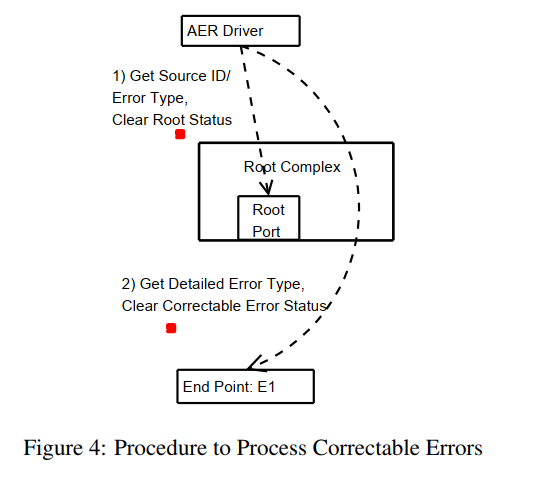 AER Driver
1) Get Source ID/
Error Type,
Clear Root Status
Root Complex
Root
Port
2) Get Detailed Error Type,
Clear Correctable Error Status
End Point: E1
Figure 4: Procedure to Process Correctable Errors